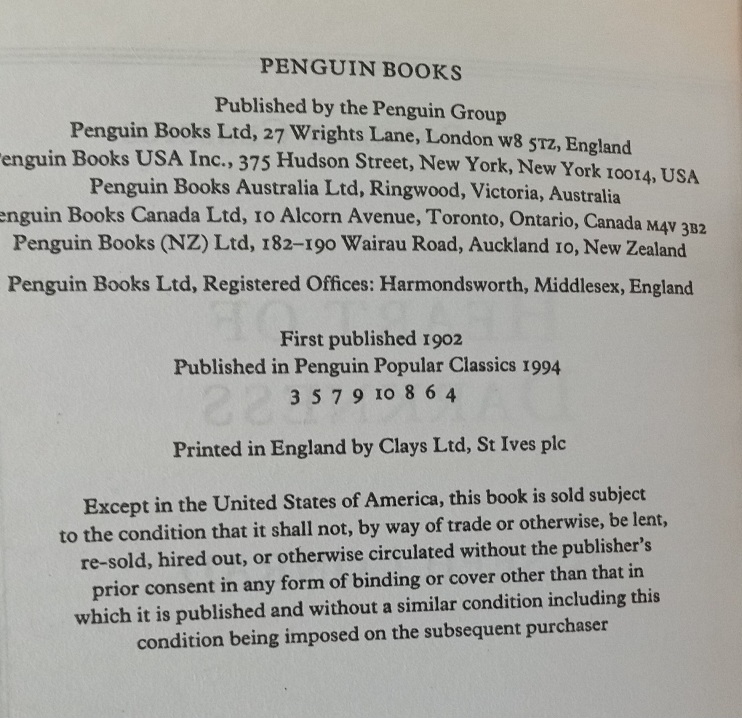 PENGUIN BOOKS
Published by the Penguin Group
Penguin Books Ltd, 27 Wrights Lane, London W8 5TZ, England
enguin Books USA Inc., 375 Hudson Street, New York, New York 10014, USA
Penguin Books Australia Ltd, Ringwood, Victoria, Australia
enguin Books Canada Ltd, 10 Alcorn Avenue, Toronto, Ontario, Canada M4V 3B2
Penguin Books (NZ) Ltd, 182–190 Wairau Road, Auckland 10, New Zealand
Penguin Books Ltd, Registered Offices: Harmondsworth, Middlesex, England
First published 1902
Published in Penguin Popular Classics 1994
3 5 7 9 10 8 6 4
Printed in England by Clays Ltd, St Ives plc
Except in the United States of America, this book is sold subject
to the condition that it shall not, by way of trade or otherwise, be lent,
re-sold, hired out, or otherwise circulated without the publisher's
prior consent in any form of binding or cover other than that in
which it is published and without a similar condition including this
condition being imposed on the subsequent purchaser
HEART OF
DARKNESS